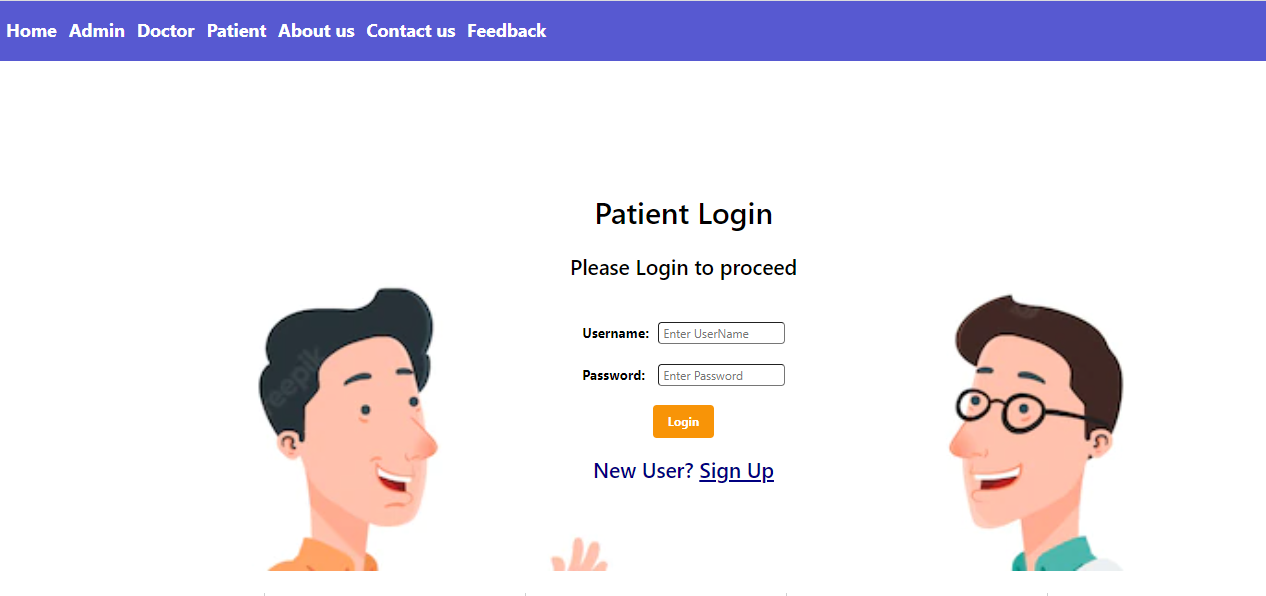 Home Admin Doctor Patient About us Contact us Feedback
Patient Login
Please Login to proceed
Username: Enter UserName
Password: Enter Password
Login
New User? Sign Up